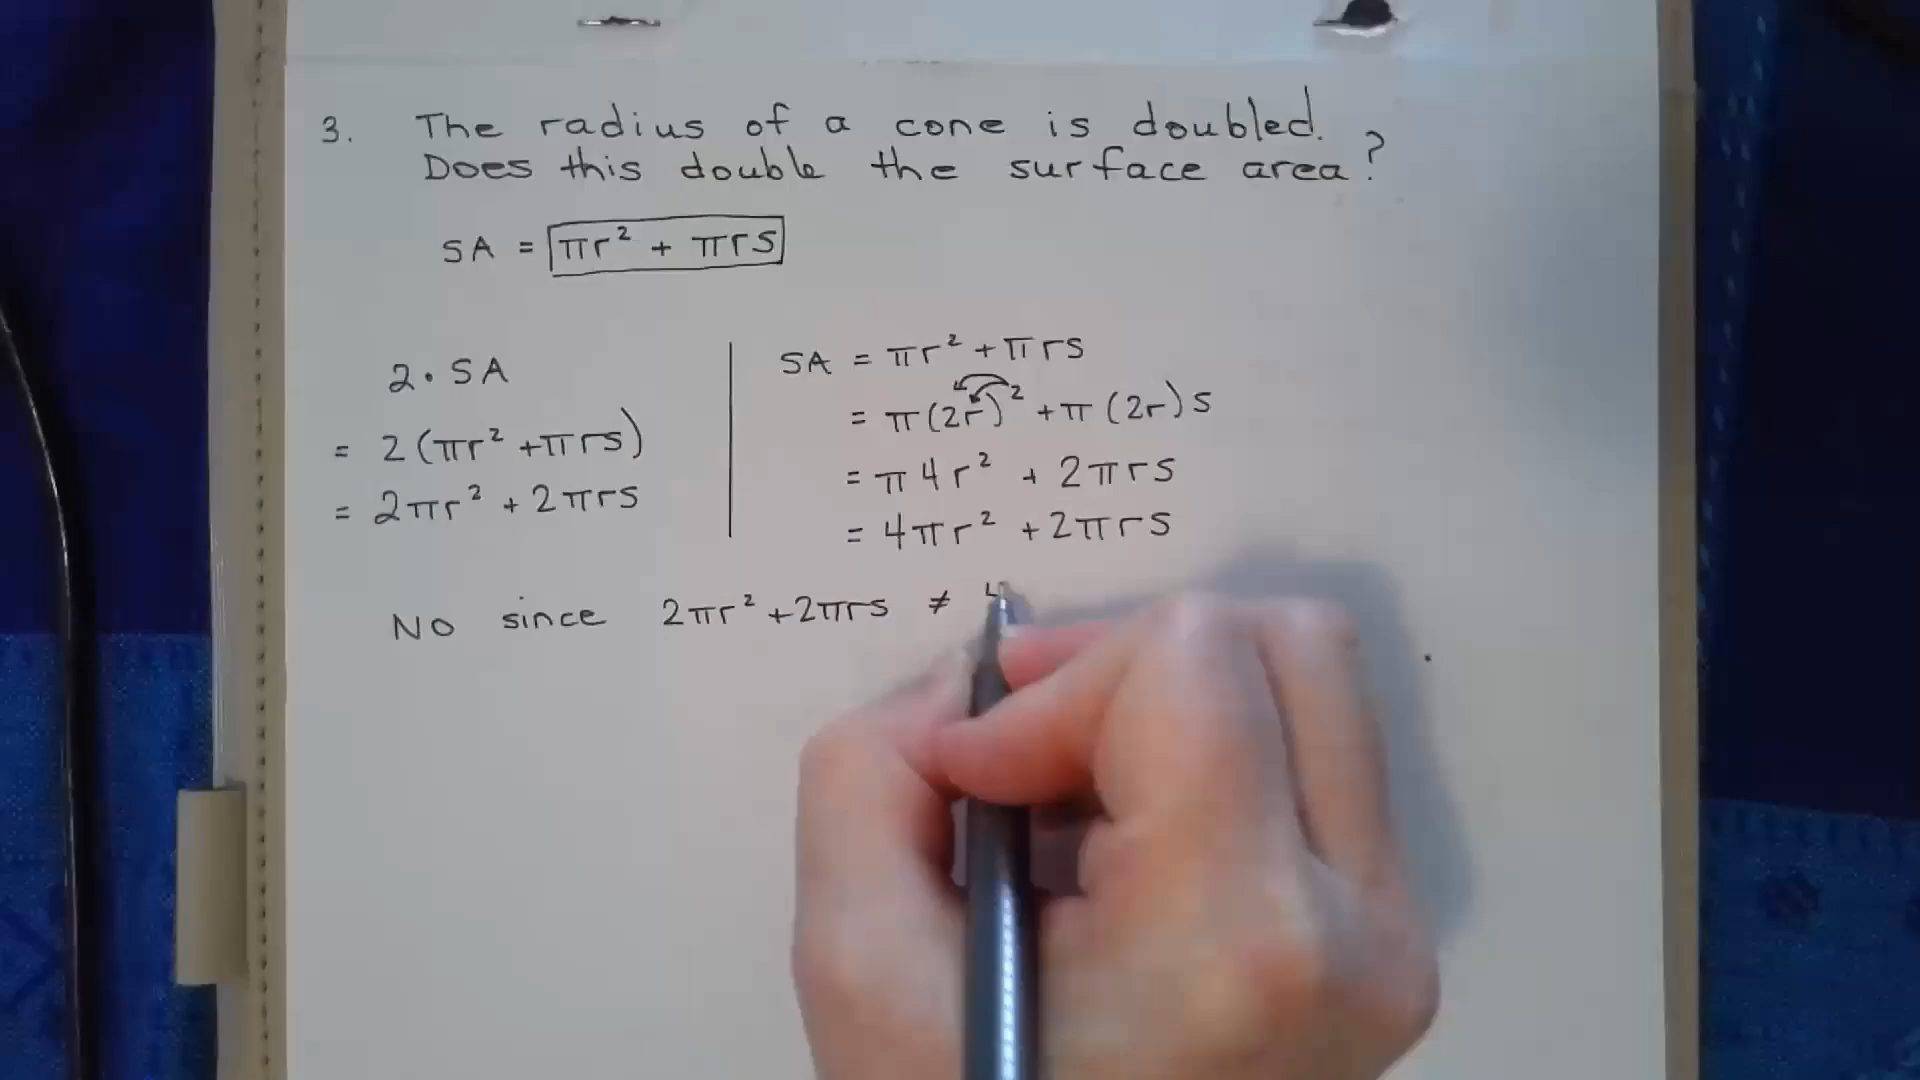 3. The radius of a cone is doubled.
Does this double the surface area?
SA = πr² + πrs
2 • SA
= 2(πr² + πrs)
= 2πr² + 2πrs
SA = πr² + πrs
= π(2r)² + π(2r)s
= π4r² + 2πrs
= 4πr² + 2πrs
No since 2πr² + 2πrs ≠ 4